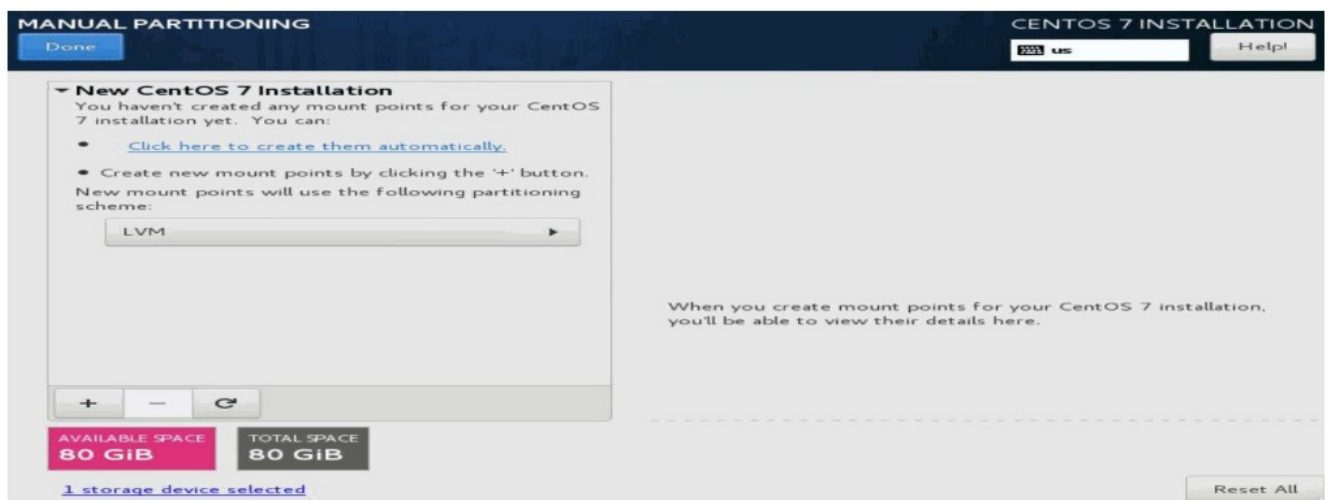 MANUAL PARTITIONING
CENTOS 7 INSTALLATION
Done
us
Help!
New CentOS 7 Installation
You haven't created any mount points for your CentOS
7 installation yet. You can:
Click here to create them automatically.
Create new mount points by clicking the '+' button.
New mount points will use the following partitioning
scheme:
LVM
When you create mount points for your CentOS 7 installation,
you'll be able to view their details here.
+ −
AVAILABLE SPACE
80 GiB
TOTAL SPACE
80 GiB
1 storage device selected
Reset All